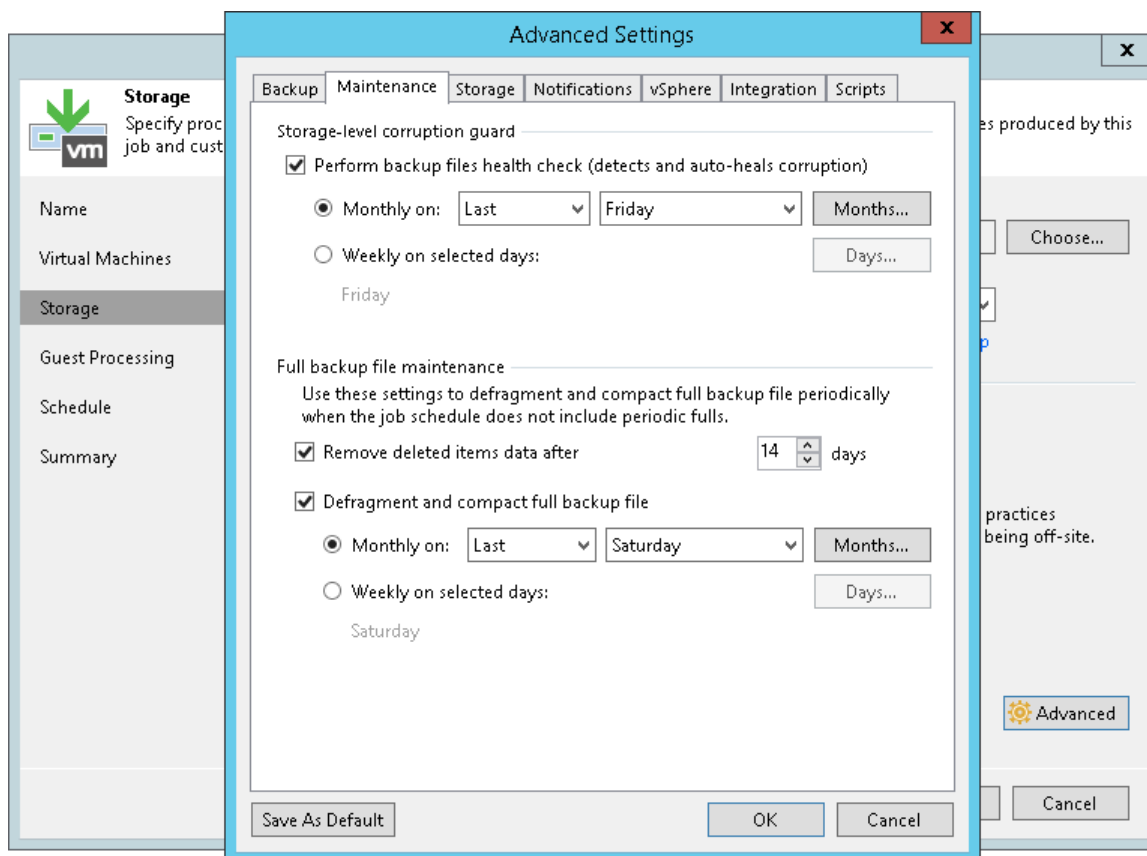 Advanced Settings
x
x
Storage
Specify proc
job and cust
es produced by this
vm
Name
Virtual Machines
Storage
Guest Processing
Schedule
Summary
Backup Maintenance Storage Notifications vSphere Integration Scripts
Storage-level corruption guard
Perform backup files health check (detects and auto-heals corruption)
Monthly on: Last Friday Months...
Weekly on selected days: Days...
Friday
Full backup file maintenance
Use these settings to defragment and compact full backup file periodically
when the job schedule does not include periodic fulls.
Remove deleted items data after 14 days
Defragment and compact full backup file
Monthly on: Last Saturday Months...
Weekly on selected days: Days...
Saturday
Save As Default OK Cancel
Choose...
p
practices
being off-site.
Advanced
Cancel